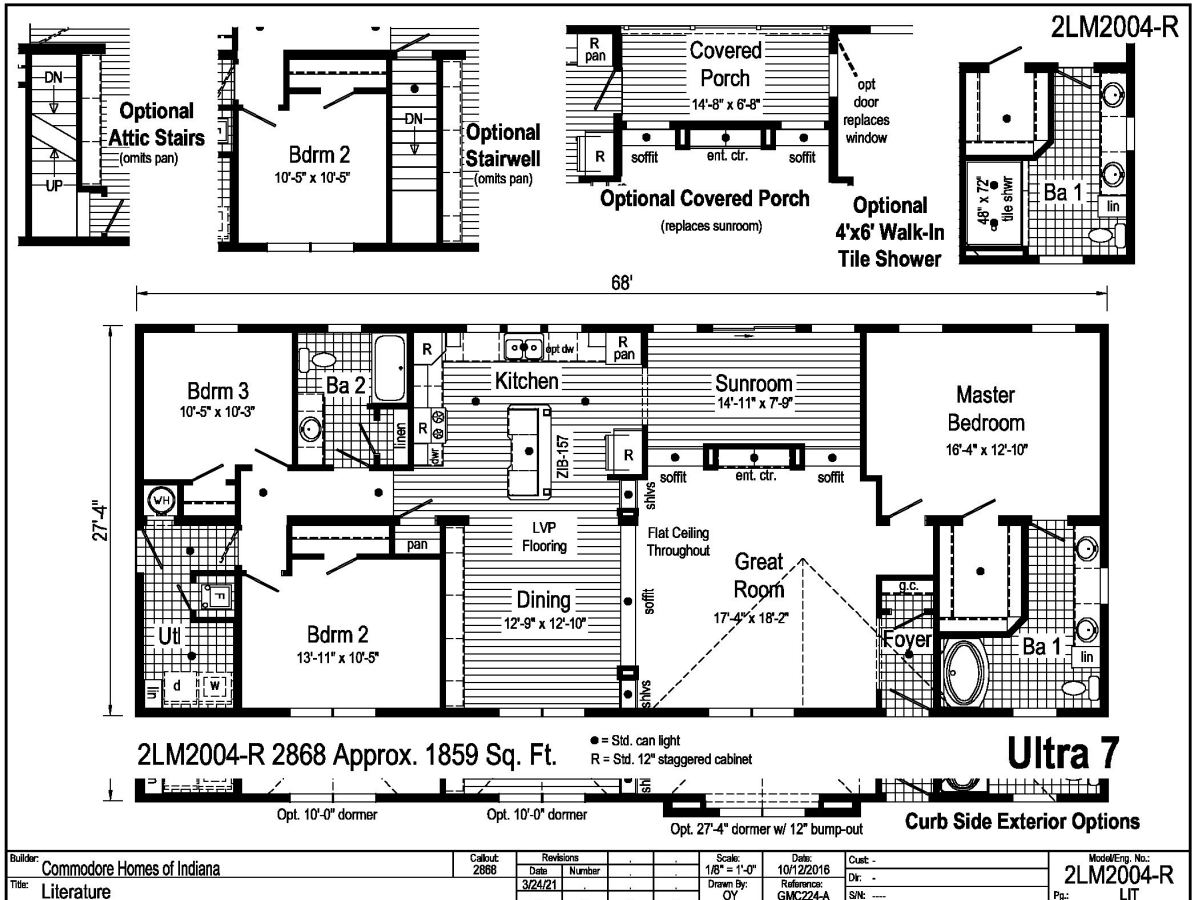 2LM2004-R
DN
UP
Optional
Attic Stairs
(omits pan)
Bdrm 2
10'-5" x 10'-5"
DN
Optional
Stairwell
(omits pan)
R
pan
R
Covered
Porch
14'-8" x 6'-8"
opt
door
replaces
window
soffit
ent. ctr.
soffit
Optional Covered Porch
(replaces sunroom)
Optional
4'x6' Walk-In
Tile Shower
48" x 72"
tile shwr
Ba 1
lin
68'
27'-4"
Bdrm 3
10'-5" x 10'-3"
Ba 2
linen
R
opt dw
R
pan
Kitchen
R
dwr
ZIB-157
R
Sunroom
14'-11" x 7'-9"
soffit
ent. ctr.
soffit
Master
Bedroom
16'-4" x 12'-10"
WH
F
Utl
lin
d
w
pan
Bdrm 2
13'-11" x 10'-5"
LVP
Flooring
Dining
12'-9" x 12'-10"
shlvs
soffit
shlvs
Flat Ceiling
Throughout
Great
Room
17'-4" x 18'-2"
g.c.
Foyer
Ba 1
lin
2LM2004-R 2868 Approx. 1859 Sq. Ft.
● = Std. can light
R = Std. 12" staggered cabinet
Ultra 7
shlvs
Opt. 10'-0" dormer
Opt. 10'-0" dormer
Opt. 27'-4" dormer w/ 12" bump-out
Curb Side Exterior Options
Builder: Commodore Homes of Indiana
Title: Literature
Callout:
2868
Revisions
Date Number
3/24/21
Scale:
1/8" = 1'-0"
Drawn By:
OY
Date:
10/12/2016
Reference:
GMC224-A
Cust: -
Dir: -
S/N: ----
Model/Eng. No.:
2LM2004-R
Pg.: LIT